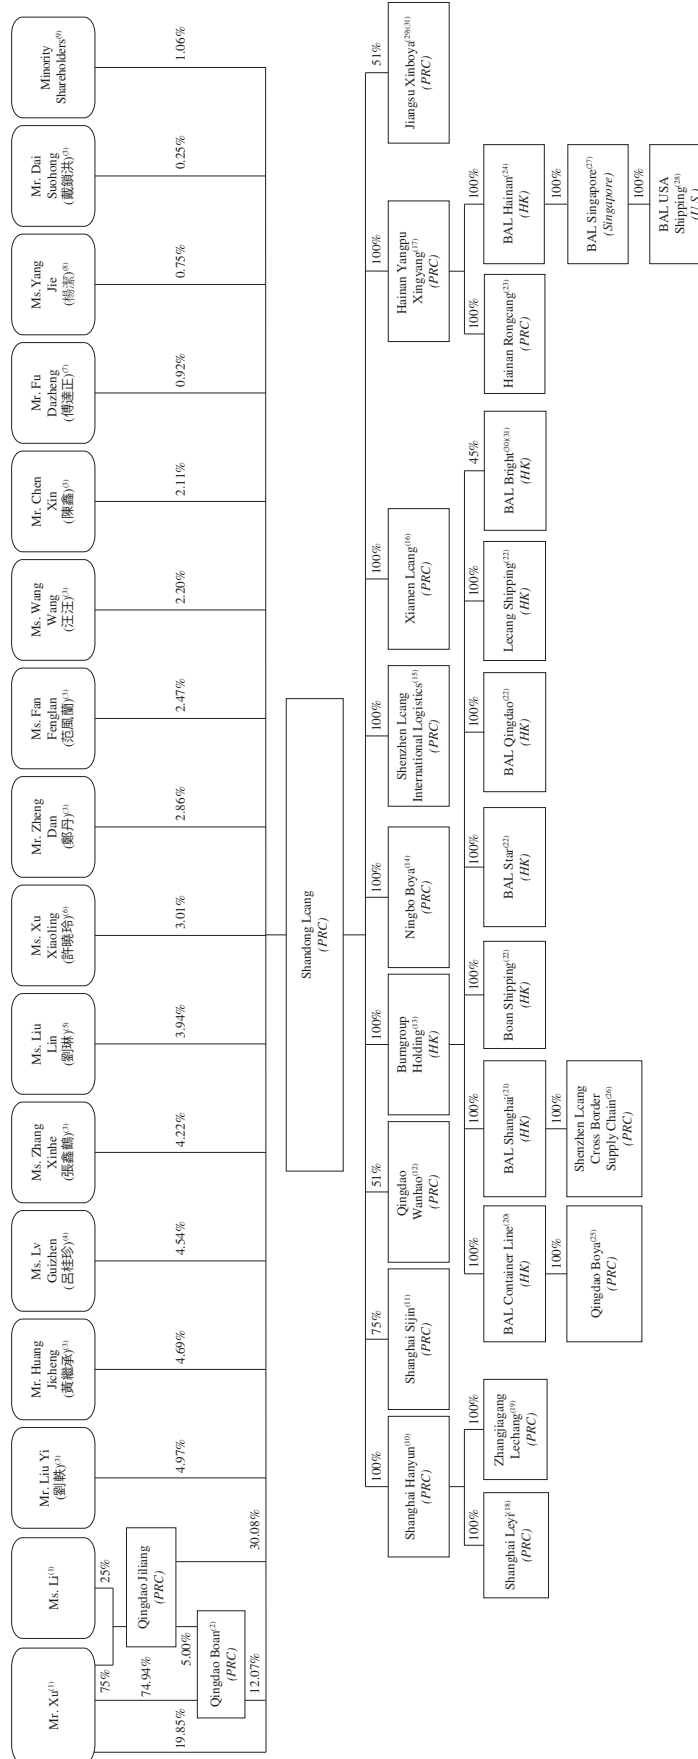 Mr. Xu(1)
Ms. Li(1)
Mr. Liu Yi
(劉軼)(3)
Mr. Huang
Jicheng
(黃繼承)(3)
Ms. Lv
Guizhen
(呂桂珍)(4)
Ms. Zhang
Xinhe
(張鑫鶴)(3)
Ms. Liu
Lin
(劉琳)(5)
Ms. Xu
Xiaoling
(許曉玲)(6)
Mr. Zheng
Dan
(鄭丹)(3)
Ms. Fan
Fenglan
(范風蘭)(3)
Ms. Wang
Wang
(汪汪)(3)
Mr. Chen
Xin
(陳鑫)(3)
Mr. Fu
Dazheng
(傅達正)(7)
Ms. Yang
Jie
(楊潔)(8)
Mr. Dai
Suohong
(戴鎖洪)(3)
Minority
Shareholders(9)
75%
25%
Qingdao Jiliang
(PRC)
74.94%
5.00%
Qingdao Boan(2)
(PRC)
19.85%
12.07%
30.08%
4.97%
4.69%
4.54%
4.22%
3.94%
3.01%
2.86%
2.47%
2.20%
2.11%
0.92%
0.75%
0.25%
1.06%
Shandong Lcang
(PRC)
100%
75%
51%
100%
100%
100%
100%
100%
51%
Shanghai Hanyun(10)
(PRC)
Shanghai Sijin(11)
(PRC)
Qingdao
Wanhao(12)
(PRC)
Burngroup
Holding(13)
(HK)
Ningbo Boya(14)
(PRC)
Shenzhen Lcang
International Logistics(15)
(PRC)
Xiamen Lcang(16)
(PRC)
Hainan Yangpu
Xingyang(17)
(PRC)
Jiangsu Xinboya(29)(31)
(PRC)
100%
100%
100%
100%
100%
100%
100%
100%
45%
100%
100%
Shanghai Leyi(18)
(PRC)
Zhangjiagang
Lechang(19)
(PRC)
BAL Container Line(20)
(HK)
BAL Shanghai(21)
(HK)
Boan Shipping(22)
(HK)
BAL Star(22)
(HK)
BAL Qingdao(22)
(HK)
Lecang Shipping(22)
(HK)
BAL Bright(30)(31)
(HK)
Hainan Rongcang(23)
(PRC)
BAL Hainan(24)
(HK)
100%
100%
100%
Qingdao Boya(25)
(PRC)
Shenzhen Lcang
Cross Border
Supply Chain(26)
(PRC)
BAL Singapore(27)
(Singapore)
100%
BAL USA
Shipping(28)
(U.S.)